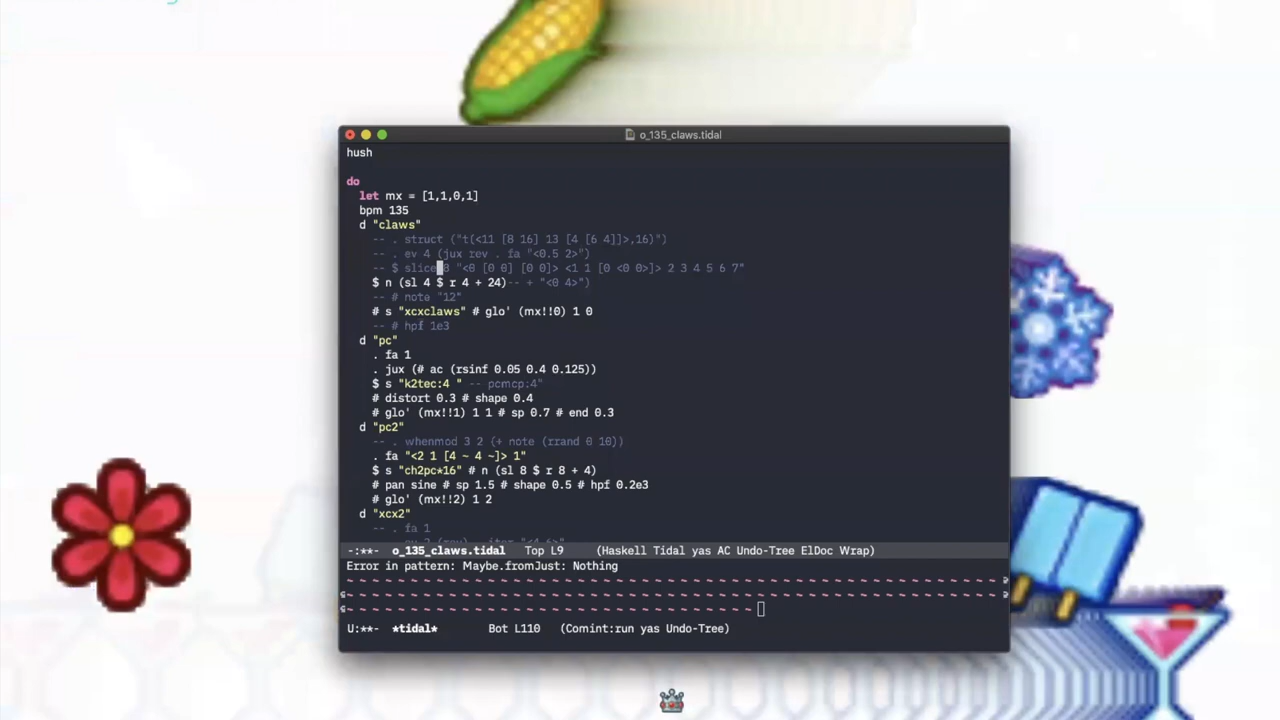 o_135_claws.tidal
hush
do
let mx = [1,1,0,1]
bpm 135
d "claws"
-- . struct ("t(<11 [8 16] 13 [4 [6 4]]>,16)")
-- . ev 4 (jux rev . fa "<0.5 2>")
-- $ slice 8 "<0 [0 0] [0 0]> <1 1 [0 <0 0>]> 2 3 4 5 6 7"
$ n (sl 4 $ r 4 + 24)-- + "<0 4>")
-- # note "12"
# s "xcxclaws" # glo' (mx!!0) 1 0
-- # hpf 1e3
d "pc"
. fa 1
. jux (# ac (rsinf 0.05 0.4 0.125))
$ s "k2tec:4 " -- pcmcp:4"
# distort 0.3 # shape 0.4
# glo' (mx!!1) 1 1 # sp 0.7 # end 0.3
d "pc2"
-- . whenmod 3 2 (+ note (rrand 0 10))
. fa "<2 1 [4 ~ 4 ~]> 1"
$ s "ch2pc*16" # n (sl 8 $ r 8 + 4)
# pan sine # sp 1.5 # shape 0.5 # hpf 0.2e3
# glo' (mx!!2) 1 2
d "xcx2"
-- . fa 1
-:**- o_135_claws.tidal Top L9 (Haskell Tidal yas AC Undo-Tree ElDoc Wrap)
Error in pattern: Maybe.fromJust: Nothing
U:**- *tidal* Bot L110 (Comint:run yas Undo-Tree)